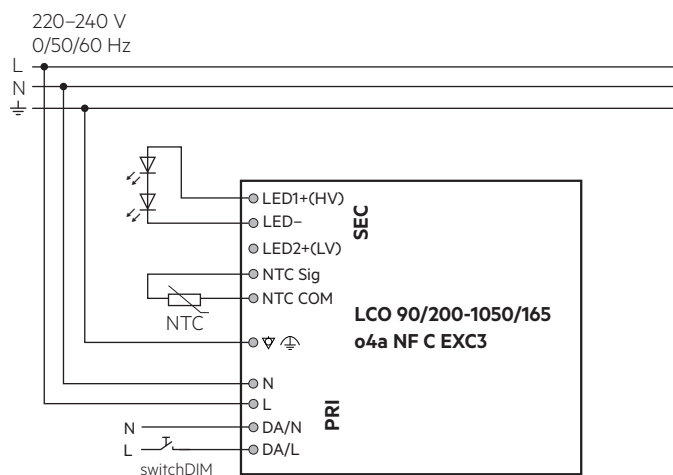 220–240 V
0/50/60 Hz
L
N
LED1+(HV)
LED–
LED2+(LV)
SEC
NTC Sig
NTC COM
NTC
LCO 90/200-1050/165
o4a NF C EXC3
N
L
PRI
N DA/N
L DA/L
switchDIM